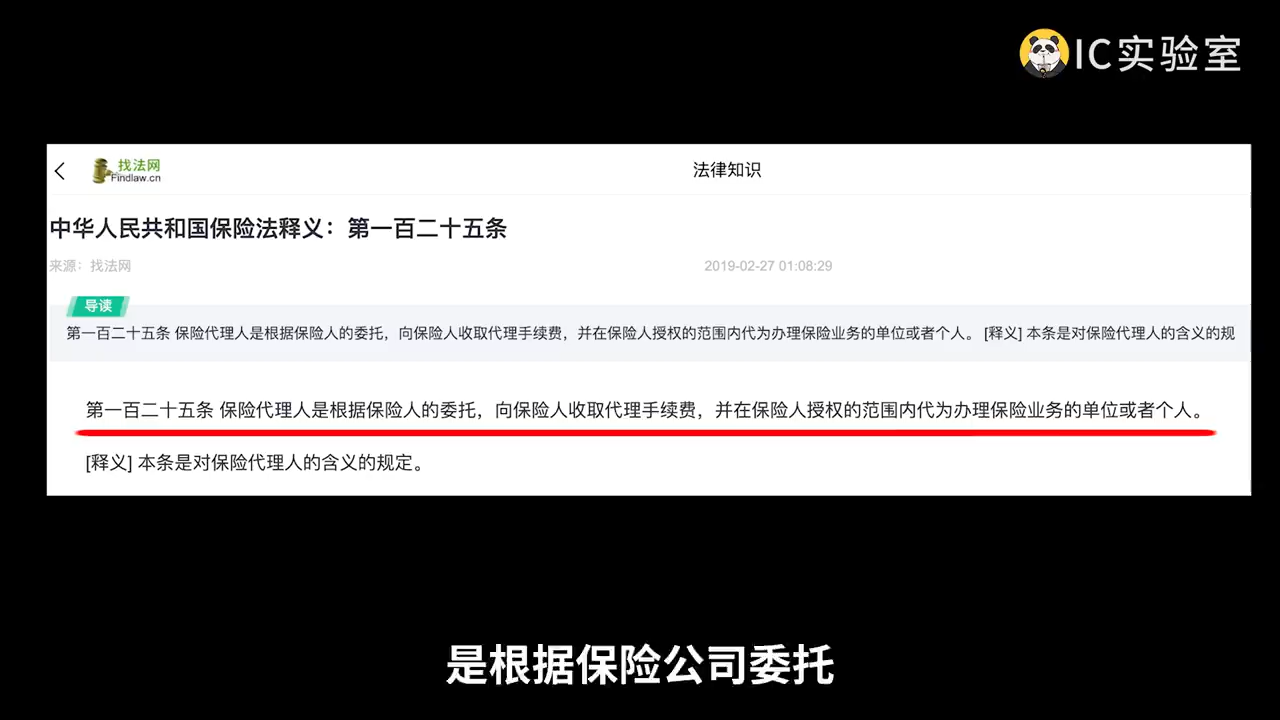 IC实验室
找法网
Findlaw.cn
法律知识
中华人民共和国保险法释义：第一百二十五条
来源：找法网
2019-02-27 01:08:29
导读
第一百二十五条 保险代理人是根据保险人的委托，向保险人收取代理手续费，并在保险人授权的范围内代为办理保险业务的单位或者个人。 [释义] 本条是对保险代理人的含义的规
第一百二十五条 保险代理人是根据保险人的委托，向保险人收取代理手续费，并在保险人授权的范围内代为办理保险业务的单位或者个人。
[释义] 本条是对保险代理人的含义的规定。
是根据保险公司委托